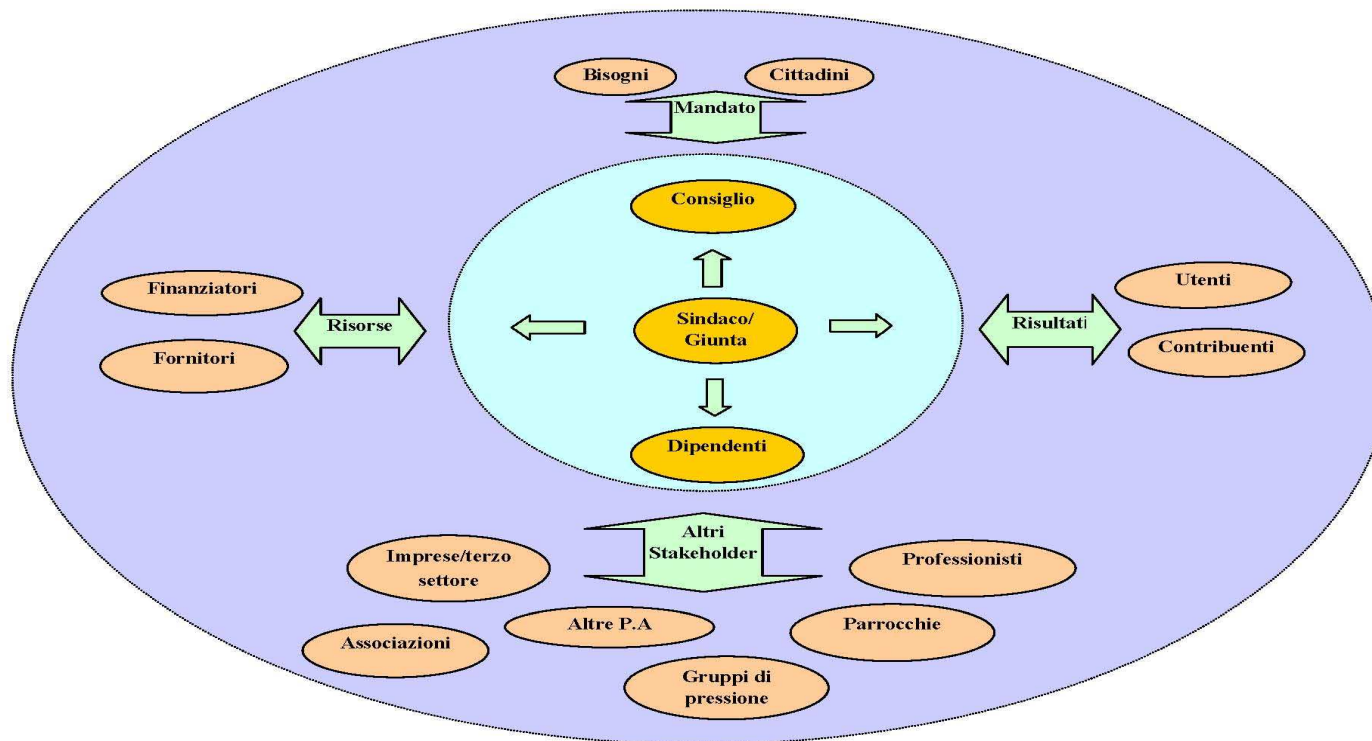 Bisogni
Cittadini
Mandato
Consiglio
Finanziatori
Utenti
Risorse
Sindaco/
Giunta
Risultati
Fornitori
Contribuenti
Dipendenti
Altri
Stakeholder
Imprese/terzo
settore
Professionisti
Altre P.A
Parrocchie
Associazioni
Gruppi di
pressione